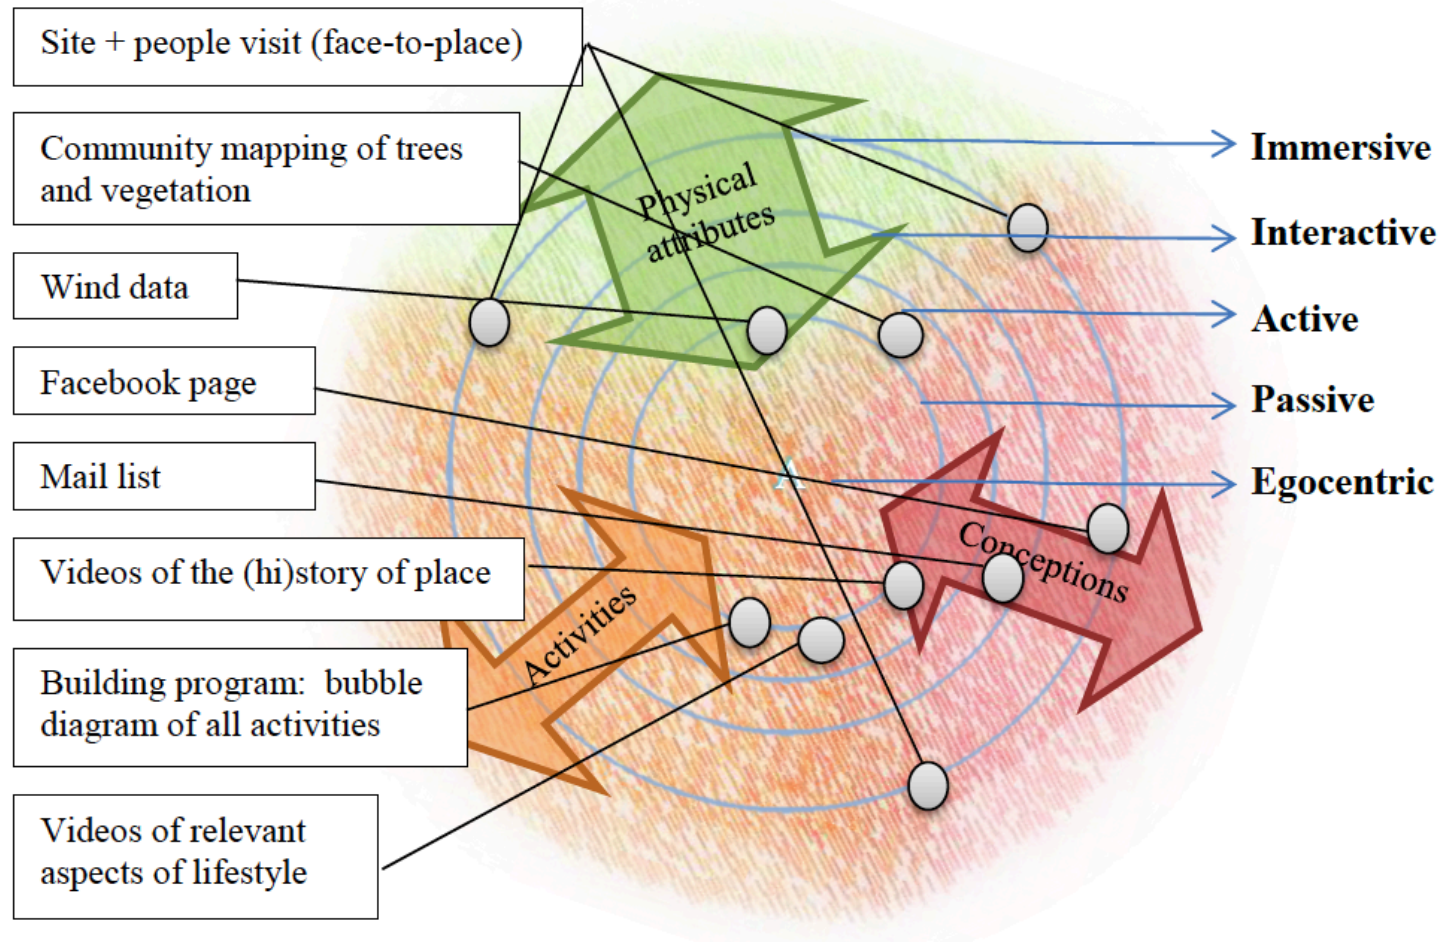 Site + people visit (face-to-place)
Community mapping of trees
and vegetation
Wind data
Facebook page
Mail list
Videos of the (hi)story of place
Building program:  bubble
diagram of all activities
Videos of relevant
aspects of lifestyle
Physical
attributes
A
Activities
Conceptions
Immersive
Interactive
Active
Passive
Egocentric